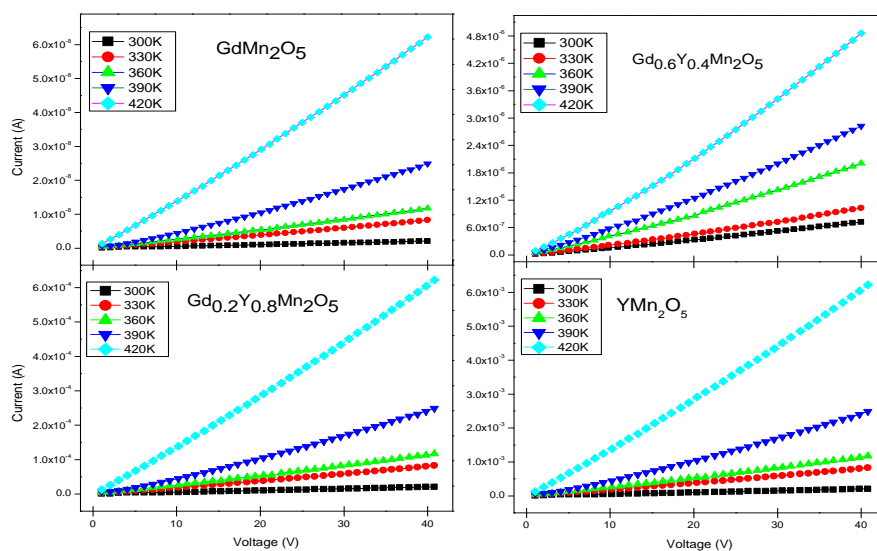 GdMn2O5
300K
330K
360K
390K
420K
6.0x10-8
5.0x10-8
4.0x10-8
3.0x10-8
2.0x10-8
1.0x10-8
0.0
Current (A)
Gd0.6Y0.4Mn2O5
300K
330K
360K
390K
420K
4.8x10-6
4.2x10-6
3.6x10-6
3.0x10-6
2.4x10-6
1.8x10-6
1.2x10-6
6.0x10-7
0.0
Gd0.2Y0.8Mn2O5
300K
330K
360K
390K
420K
6.0x10-4
5.0x10-4
4.0x10-4
3.0x10-4
2.0x10-4
1.0x10-4
0.0
Current (A)
0 10 20 30 40
Voltage (V)
YMn2O5
300K
330K
360K
390K
420K
6.0x10-3
5.0x10-3
4.0x10-3
3.0x10-3
2.0x10-3
1.0x10-3
0.0
0 10 20 30 40
Voltage (V)